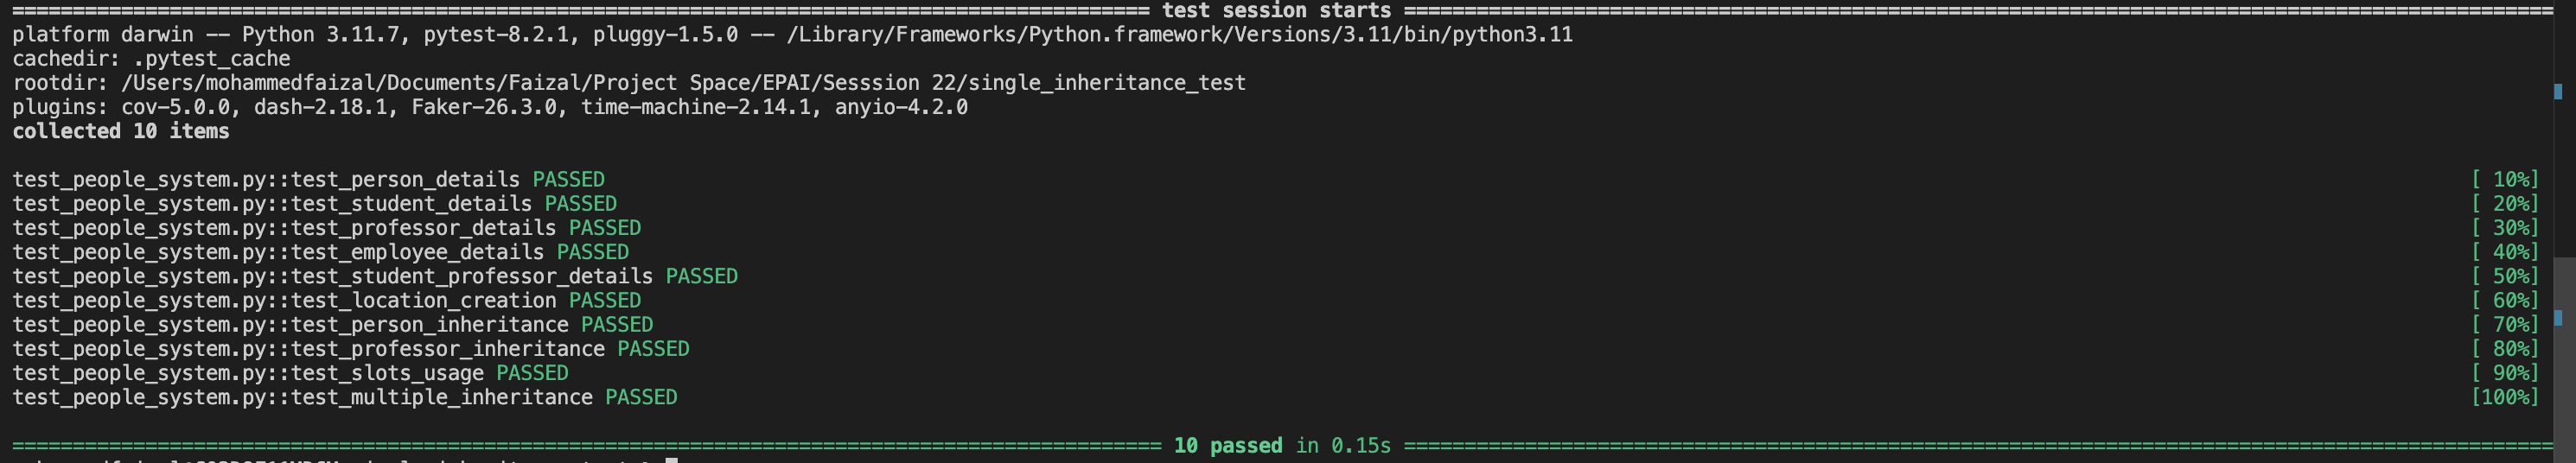 ============================================================================================== test session starts ===============================================================================================
platform darwin -- Python 3.11.7, pytest-8.2.1, pluggy-1.5.0 -- /Library/Frameworks/Python.framework/Versions/3.11/bin/python3.11
cachedir: .pytest_cache
rootdir: /Users/mohammedfaizal/Documents/Faizal/Project Space/EPAI/Sesssion 22/single_inheritance_test
plugins: cov-5.0.0, dash-2.18.1, Faker-26.3.0, time-machine-2.14.1, anyio-4.2.0
collected 10 items
test_people_system.py::test_person_details PASSED [ 10%]
test_people_system.py::test_student_details PASSED [ 20%]
test_people_system.py::test_professor_details PASSED [ 30%]
test_people_system.py::test_employee_details PASSED [ 40%]
test_people_system.py::test_student_professor_details PASSED [ 50%]
test_people_system.py::test_location_creation PASSED [ 60%]
test_people_system.py::test_person_inheritance PASSED [ 70%]
test_people_system.py::test_professor_inheritance PASSED [ 80%]
test_people_system.py::test_slots_usage PASSED [ 90%]
test_people_system.py::test_multiple_inheritance PASSED [100%]
=============================================================================================== 10 passed in 0.15s ===============================================================================================